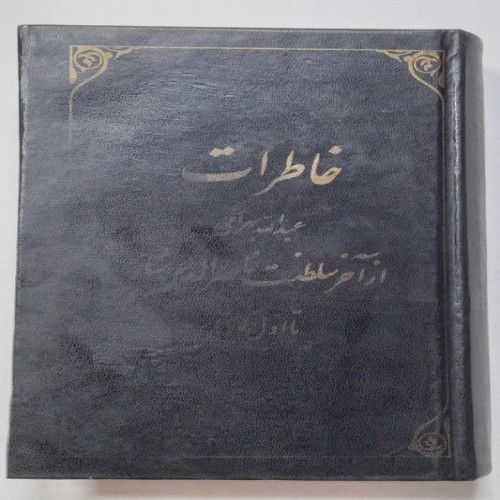 خاطرات
عبدالله بهرامی
از آخر سلطنت ناصرالدین شاه
تا اول